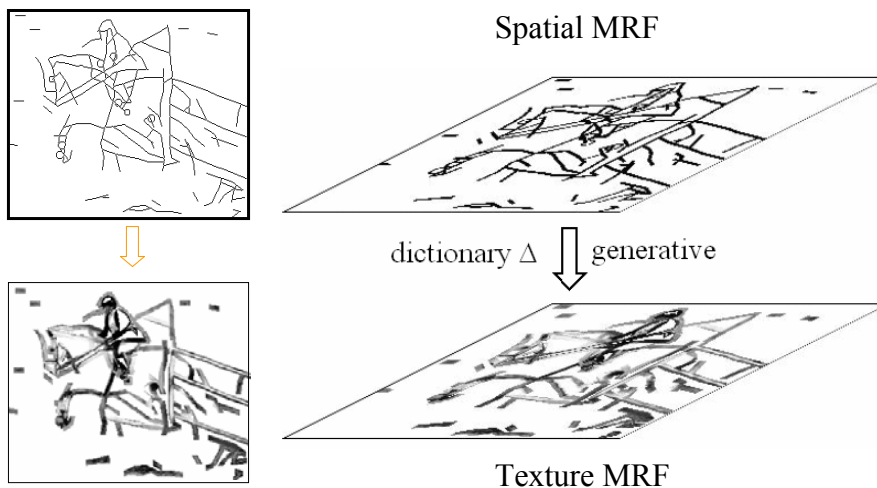 Spatial MRF
dictionary Δ generative
Texture MRF